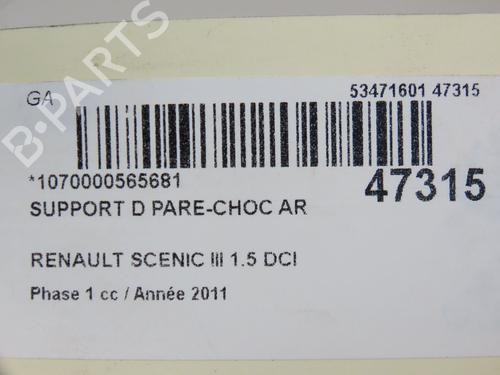 GA
53471601 47315
*1070000565681
47315
SUPPORT D PARE-CHOC AR
RENAULT SCENIC III 1.5 DCI
Phase 1 cc / Année 2011
B-PARTS